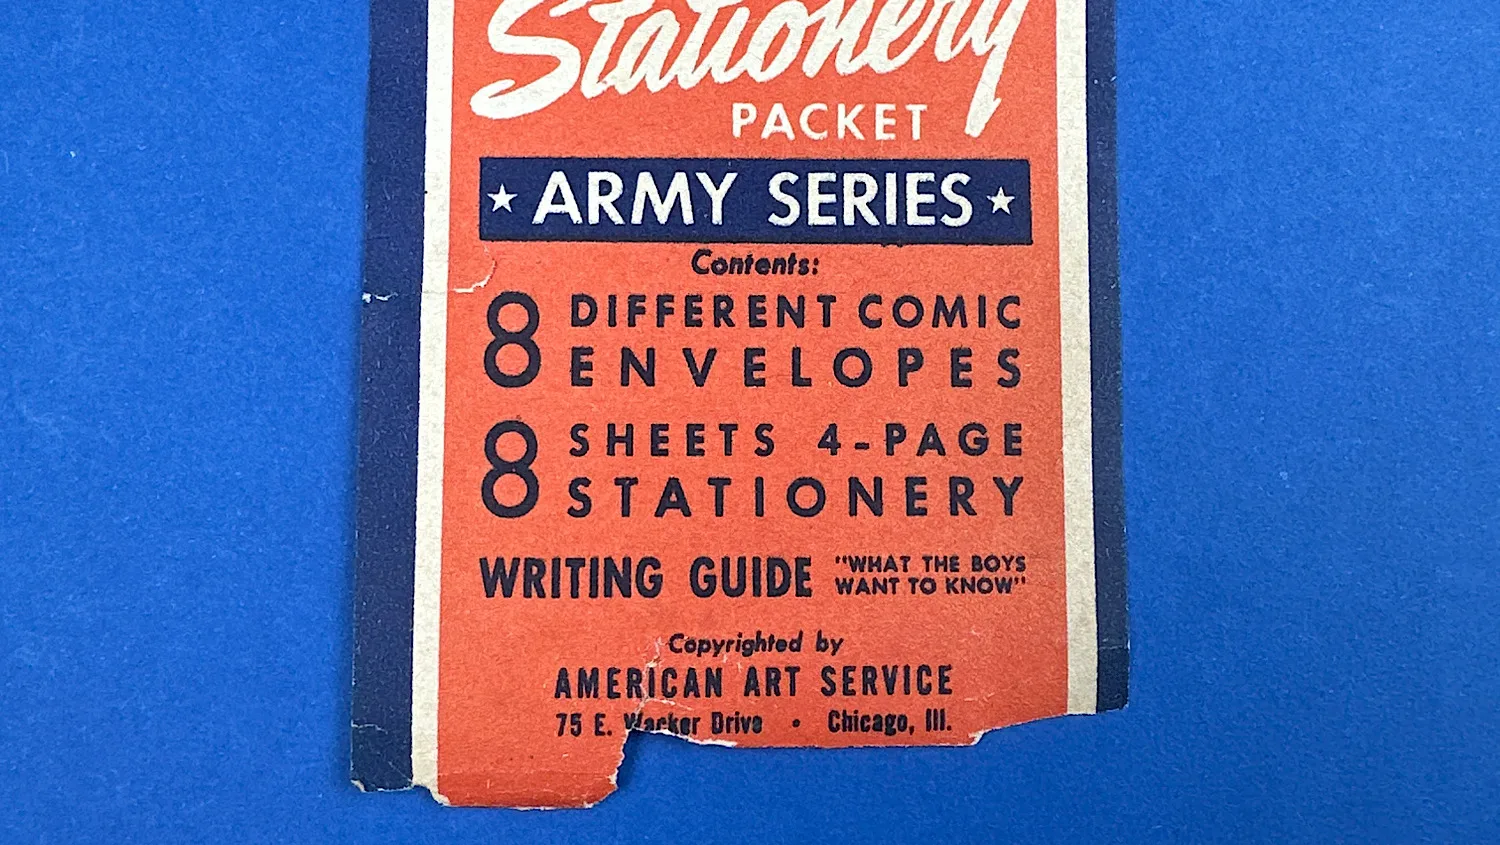 Stationery
PACKET
★ ARMY SERIES ★
Contents:
8 DIFFERENT COMIC
ENVELOPES
8 SHEETS 4-PAGE
STATIONERY
WRITING GUIDE "WHAT THE BOYS
WANT TO KNOW"
Copyrighted by
AMERICAN ART SERVICE
75 E. Wacker Drive • Chicago, Ill.